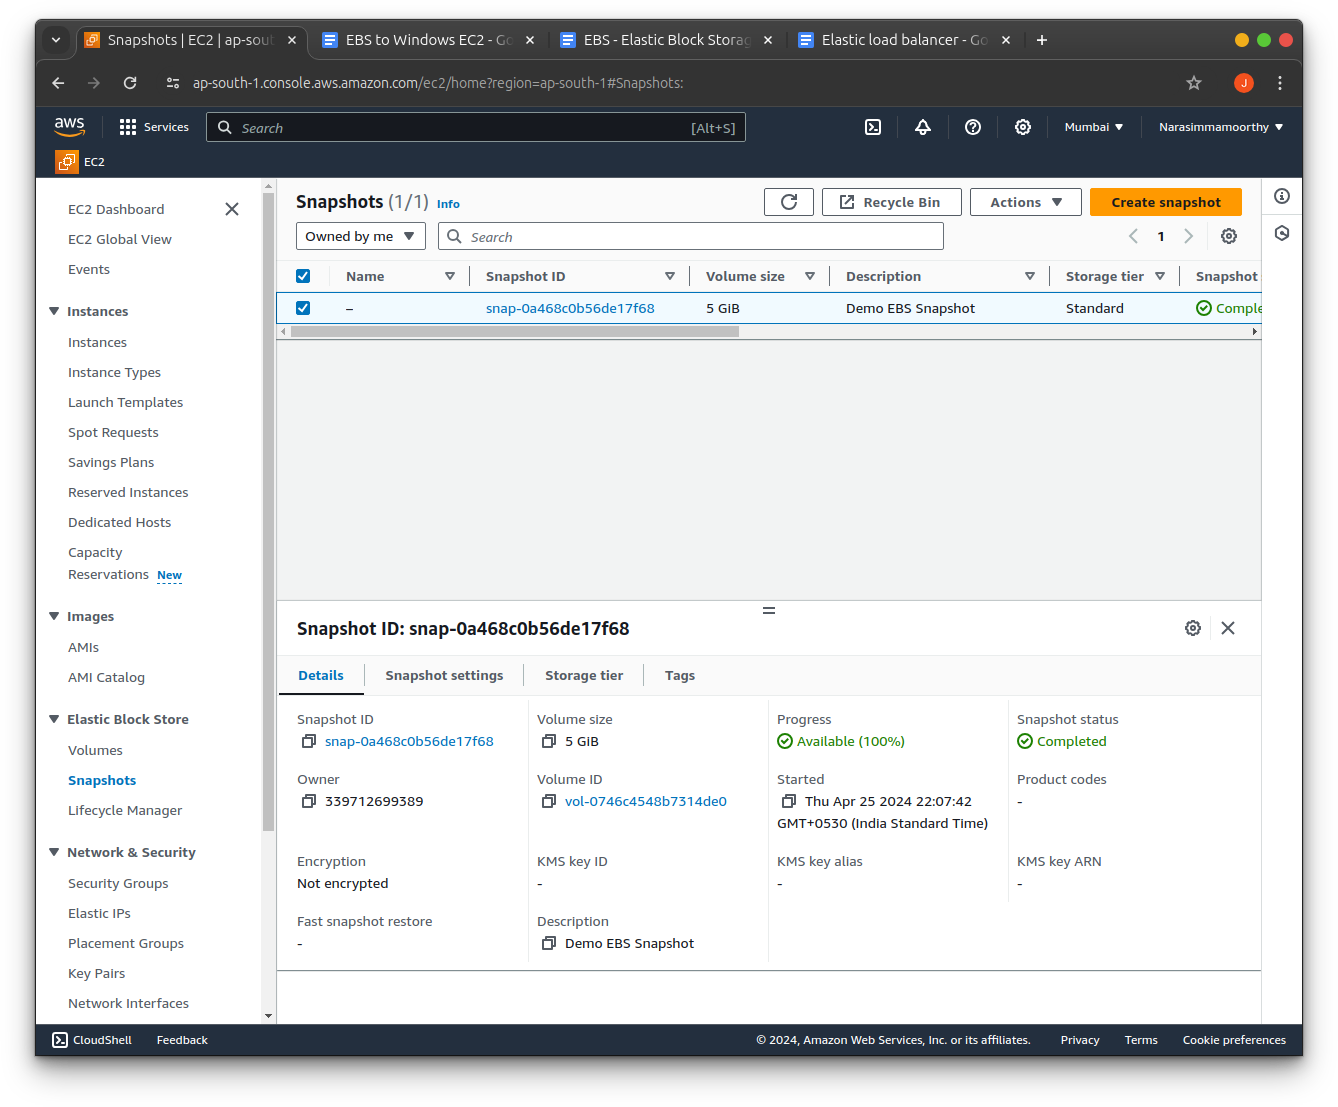 Snapshots | EC2 | ap-sout
EBS to Windows EC2 - Go
EBS - Elastic Block Storag
Elastic load balancer - Go
ap-south-1.console.aws.amazon.com/ec2/home?region=ap-south-1#Snapshots:
J
aws
Services
Search
[Alt+S]
Mumbai
Narasimmamoorthy
EC2
EC2 Dashboard
EC2 Global View
Events
Instances
Instances
Instance Types
Launch Templates
Spot Requests
Savings Plans
Reserved Instances
Dedicated Hosts
Capacity
Reservations New
Images
AMIs
AMI Catalog
Elastic Block Store
Volumes
Snapshots
Lifecycle Manager
Network & Security
Security Groups
Elastic IPs
Placement Groups
Key Pairs
Network Interfaces
Snapshots (1/1) Info
Recycle Bin
Actions
Create snapshot
Owned by me
Search
1
Name Snapshot ID Volume size Description Storage tier Snapshot
– snap-0a468c0b56de17f68 5 GiB Demo EBS Snapshot Standard Comple
Snapshot ID: snap-0a468c0b56de17f68
Details Snapshot settings Storage tier Tags
Snapshot ID
snap-0a468c0b56de17f68
Volume size
5 GiB
Progress
Available (100%)
Snapshot status
Completed
Owner
339712699389
Volume ID
vol-0746c4548b7314de0
Started
Thu Apr 25 2024 22:07:42
GMT+0530 (India Standard Time)
Product codes
-
Encryption
Not encrypted
KMS key ID
-
KMS key alias
-
KMS key ARN
-
Fast snapshot restore
-
Description
Demo EBS Snapshot
CloudShell
Feedback
© 2024, Amazon Web Services, Inc. or its affiliates.
Privacy
Terms
Cookie preferences